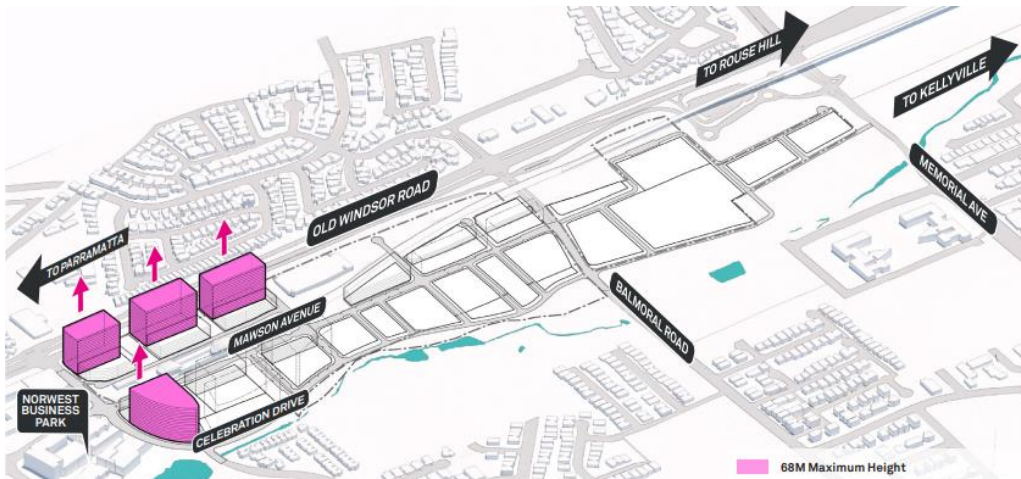 TO ROUSE HILL
TO KELLYVILLE
MEMORIAL AVE
OLD WINDSOR ROAD
TO PARRAMATTA
MAWSON AVENUE
BALMORAL ROAD
NORWEST
BUSINESS
PARK
CELEBRATION DRIVE
68M Maximum Height